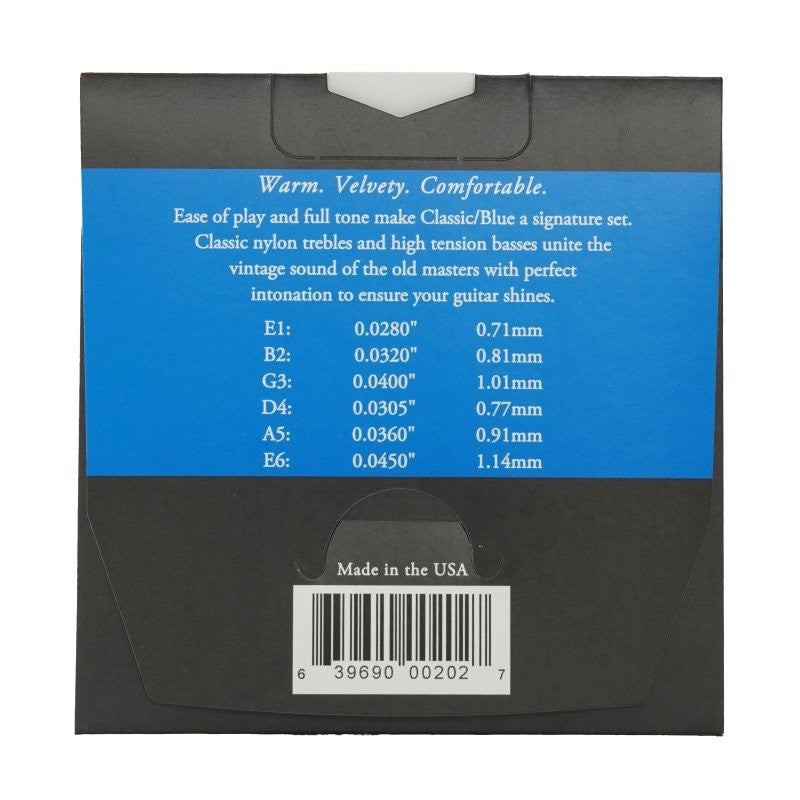 Warm. Velvety. Comfortable.
Ease of play and full tone make Classic/Blue a signature set.
Classic nylon trebles and high tension basses unite the
vintage sound of the old masters with perfect
intonation to ensure your guitar shines.
E1: 0.0280" 0.71mm
B2: 0.0320" 0.81mm
G3: 0.0400" 1.01mm
D4: 0.0305" 0.77mm
A5: 0.0360" 0.91mm
E6: 0.0450" 1.14mm
Made in the USA
6 39690 00202 7